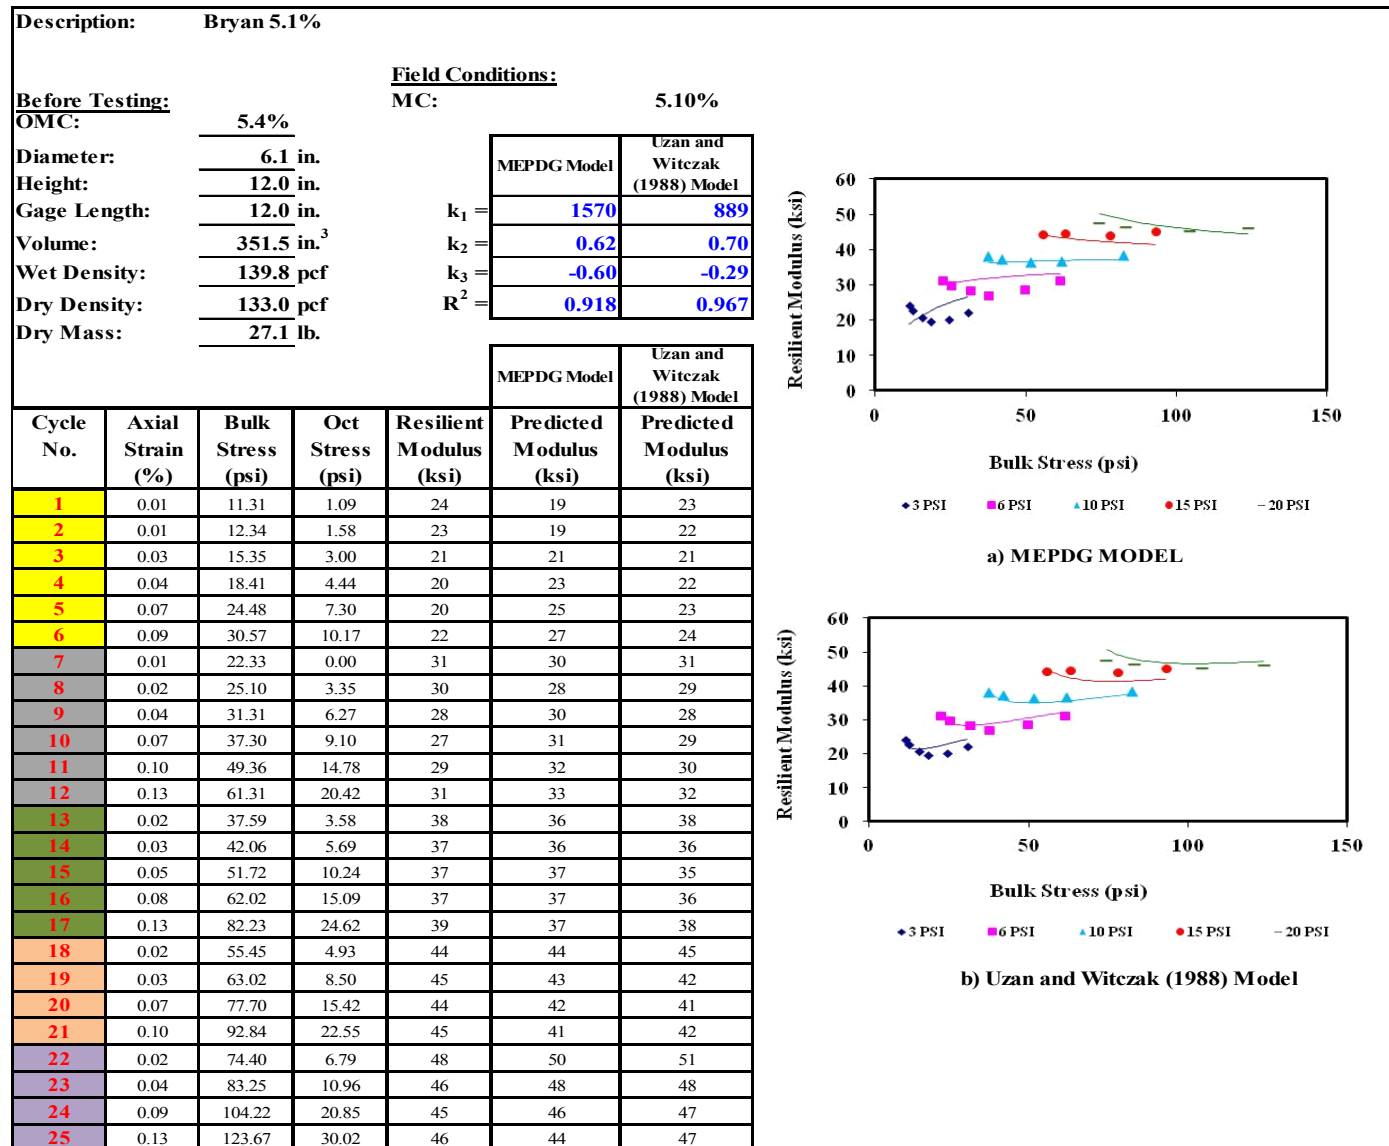 Description: Bryan 5.1%
Field Conditions:
Before Testing: MC: 5.10%
OMC: 5.4%
Diameter: 6.1 in.
Height: 12.0 in.
Gage Length: 12.0 in.
Volume: 351.5 in.3
Wet Density: 139.8 pcf
Dry Density: 133.0 pcf
Dry Mass: 27.1 lb.
MEPDG Model Uzan and Witczak (1988) Model
k1 = 1570 889
k2 = 0.62 0.70
k3 = -0.60 -0.29
R2 = 0.918 0.967
MEPDG Model Uzan and Witczak (1988) Model
Cycle No. Axial Strain (%) Bulk Stress (psi) Oct Stress (psi) Resilient Modulus (ksi) Predicted Modulus (ksi) Predicted Modulus (ksi)
1 0.01 11.31 1.09 24 19 23
2 0.01 12.34 1.58 23 19 22
3 0.03 15.35 3.00 21 21 21
4 0.04 18.41 4.44 20 23 22
5 0.07 24.48 7.30 20 25 23
6 0.09 30.57 10.17 22 27 24
7 0.01 22.33 0.00 31 30 31
8 0.02 25.10 3.35 30 28 29
9 0.04 31.31 6.27 28 30 28
10 0.07 37.30 9.10 27 31 29
11 0.10 49.36 14.78 29 32 30
12 0.13 61.31 20.42 31 33 32
13 0.02 37.59 3.58 38 36 38
14 0.03 42.06 5.69 37 36 36
15 0.05 51.72 10.24 37 37 35
16 0.08 62.02 15.09 37 37 36
17 0.13 82.23 24.62 39 37 38
18 0.02 55.45 4.93 44 44 45
19 0.03 63.02 8.50 45 43 42
20 0.07 77.70 15.42 44 42 41
21 0.10 92.84 22.55 45 41 42
22 0.02 74.40 6.79 48 50 51
23 0.04 83.25 10.96 46 48 48
24 0.09 104.22 20.85 45 46 47
25 0.13 123.67 30.02 46 44 47
Resilient Modulus (ksi)
60
50
40
30
20
10
0
0 50 100 150
Bulk Stress (psi)
3 PSI 6 PSI 10 PSI 15 PSI 20 PSI
a) MEPDG MODEL
Resilient Modulus (ksi)
60
50
40
30
20
10
0
0 50 100 150
Bulk Stress (psi)
3 PSI 6 PSI 10 PSI 15 PSI 20 PSI
b) Uzan and Witczak (1988) Model